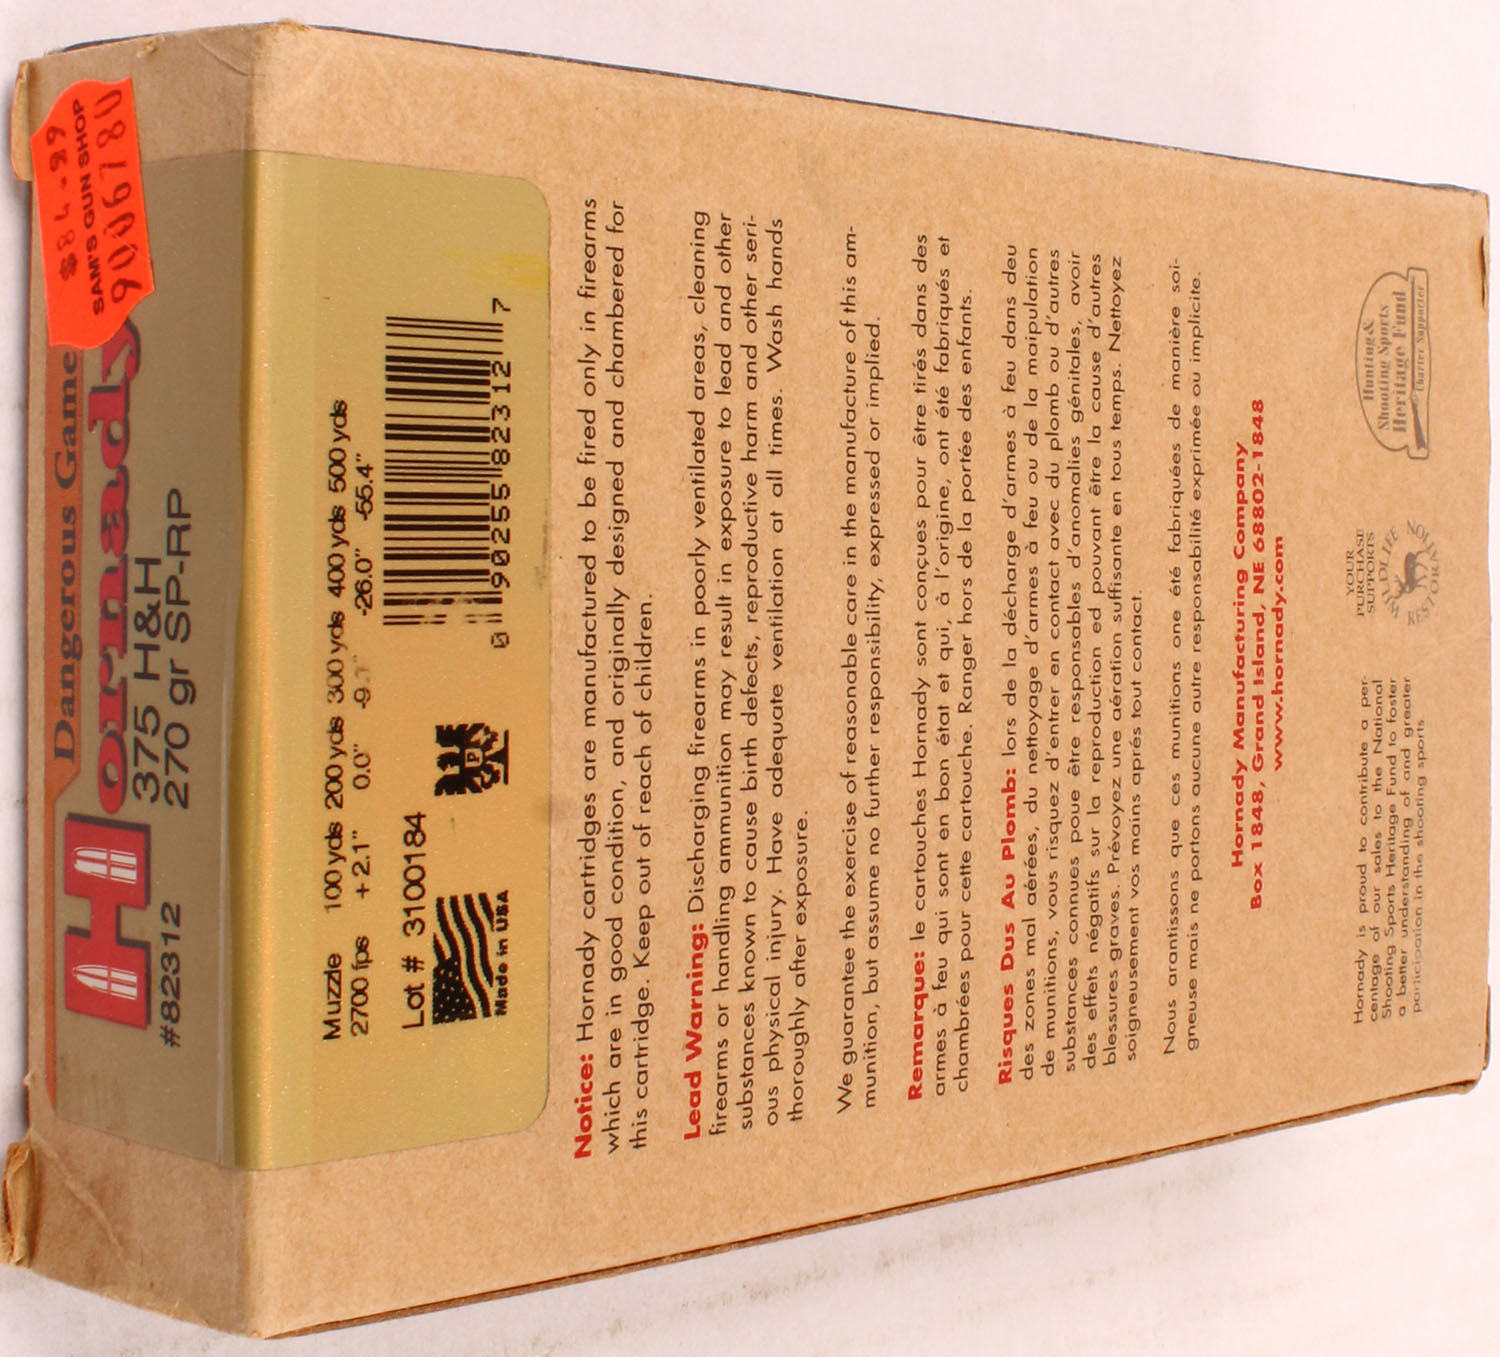 $84.99
SAM'S GUN SHOP
9006780
Dangerous Game
Hornady
375 H&H
#82312 270 gr SP-RP
Muzzle 100 yds 200 yds 300 yds 400 yds 500 yds
2700 fps +2.1" 0.0" -26.0" -55.4"
Lot # 3100184
Made in USA
0 90255 82312 7
Notice: Hornady cartridges are manufactured to be fired only in firearms
which are in good condition, and originally designed and chambered for
this cartridge. Keep out of reach of children.
Lead Warning: Discharging firearms in poorly ventilated areas, cleaning
firearms or handling ammunition may result in exposure to lead and other
substances known to cause birth defects, reproductive harm and other seri-
ous physical injury. Have adequate ventilation at all times. Wash hands
thoroughly after exposure.
We guarantee the exercise of reasonable care in the manufacture of this am-
munition, but assume no further responsibility, expressed or implied.
Remarque: le cartouches Hornady sont conçues pour être tirés dans des
armes à feu qui sont en bon état et qui, à l'origine, ont été fabriqués et
chambrées pour cette cartouche. Ranger hors de la portée des enfants.
Risques Dus Au Plomb: lors de la décharge d'armes à feu dans deu
des zones mal aérées, du nettoyage d'armes à feu ou de la maipulation
de munitions, vous risquez d'entrer en contact avec du plomb ou d'autres
substances connues poue être responsables d'anomalies génitales, avoir
des effets négatifs sur la reproduction ed pouvant être la cause d'autres
blessures graves. Prévoyez une aération suffisante en tous temps. Nettoyez
soigneusement vos mains aprés tout contact.
Nous arantissons que ces munitions one été fabriquées de manière soi-
gneuse mais ne portons aucune autre responsabilité exprimée ou implicite.
Hornady Manufacturing Company
Box 1848, Grand Island, NE 68802-1848
www.hornady.com
Hornady is proud to contribute a per-
centage of our sales to the National
Shooting Sports Heritage Fund to foster
a better understanding of and greater
participation in the shooting sports
YOUR
PURCHASE
SUPPORTS
WILDLIFE
RESTORATION
Hunting &
Shooting Sports
Heritage Fund
Charter Supporter